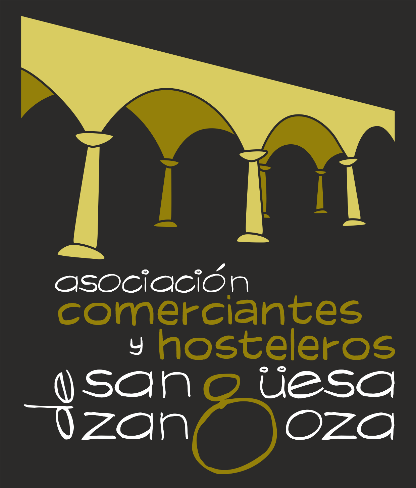 asociación
comerciantes
y hosteleros
de sangüesa
zangoza